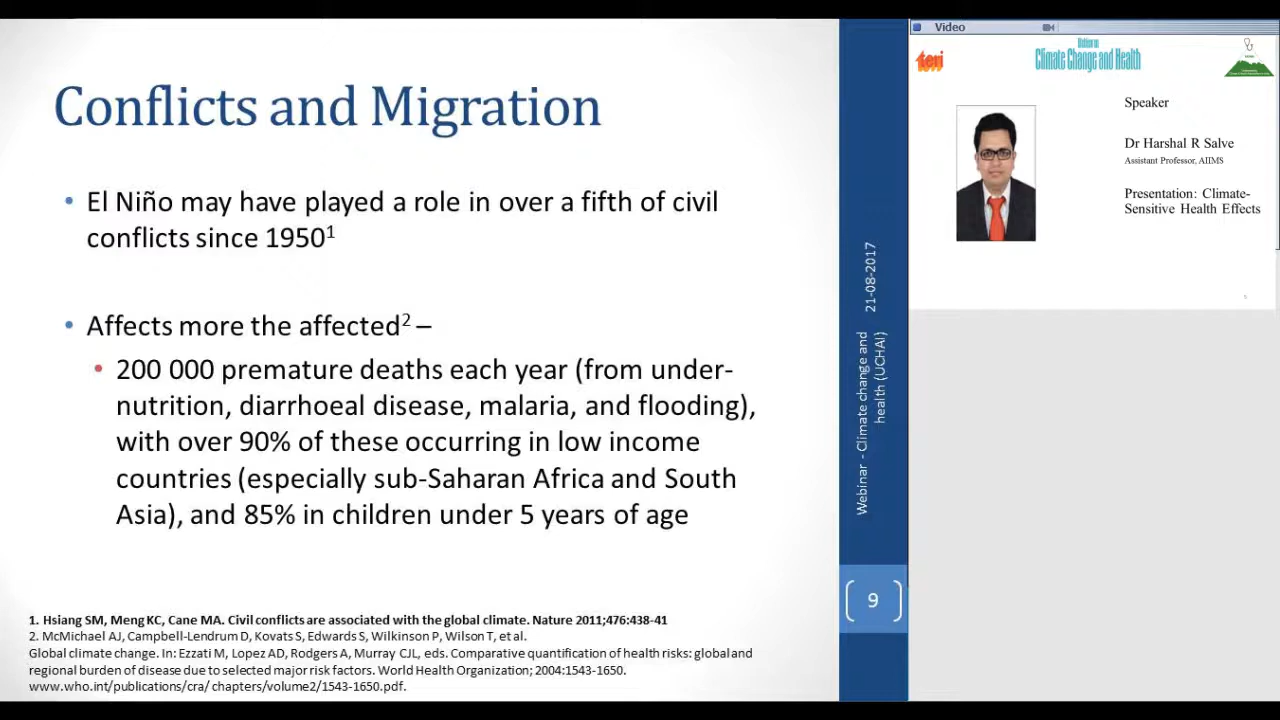 Conflicts and Migration
• El Niño may have played a role in over a fifth of civil
conflicts since 1950¹
• Affects more the affected² –
• 200 000 premature deaths each year (from under-
nutrition, diarrhoeal disease, malaria, and flooding),
with over 90% of these occurring in low income
countries (especially sub-Saharan Africa and South
Asia), and 85% in children under 5 years of age
1. Hsiang SM, Meng KC, Cane MA. Civil conflicts are associated with the global climate. Nature 2011;476:438-41
2. McMichael AJ, Campbell-Lendrum D, Kovats S, Edwards S, Wilkinson P, Wilson T, et al.
Global climate change. In: Ezzati M, Lopez AD, Rodgers A, Murray CJL, eds. Comparative quantification of health risks: global and
regional burden of disease due to selected major risk factors. World Health Organization; 2004:1543-1650.
www.who.int/publications/cra/ chapters/volume2/1543-1650.pdf.
21-08-2017
Webinar - Climate change and
health (UCHAI)
9
Video
teri
Climate Change and Health
Speaker
Dr Harshal R Salve
Assistant Professor, AIIMS
Presentation: Climate-
Sensitive Health Effects